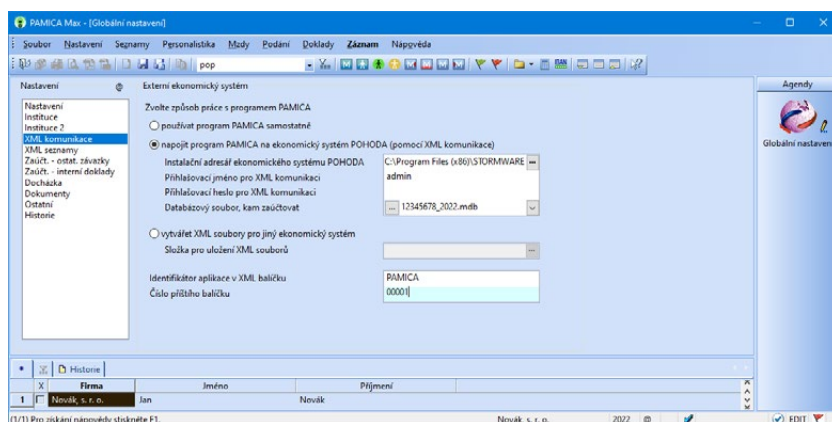 PAMICA Max - [Globální nastavení]
Soubor Nastavení Seznamy Personalistika Mzdy Podání Doklady Záznam Nápověda
pop
Nastavení @ Externí ekonomický systém Agendy
Nastavení
Instituce
Instituce 2
XML komunikace
XML seznamy
Zaúčt. - ostat. závazky
Zaúčt. - interní doklady
Docházka
Dokumenty
Ostatní
Historie
Zvolte způsob práce s programem PAMICA
používat program PAMICA samostatně
napojit program PAMICA na ekonomický systém POHODA (pomocí XML komunikace)
Instalační adresář ekonomického systému POHODA C:\Program Files (x86)\STORMWARE
Přihlašovací jméno pro XML komunikaci admin
Přihlašovací heslo pro XML komunikaci
Databázový soubor, kam zaúčtovat ... 12345678_2022.mdb
vytvářet XML soubory pro jiný ekonomický systém
Složka pro uložení XML souborů
Identifikátor aplikace v XML balíčku PAMICA
Číslo příštího balíčku 00001
Globální nastaven
* Historie
X Firma Jméno Příjmení
1 Novák, s. r. o. Jan Novák
(1/1) Pro získání nápovědy stiskněte F1. Novák, s. r. o. 2022 @ EDIT